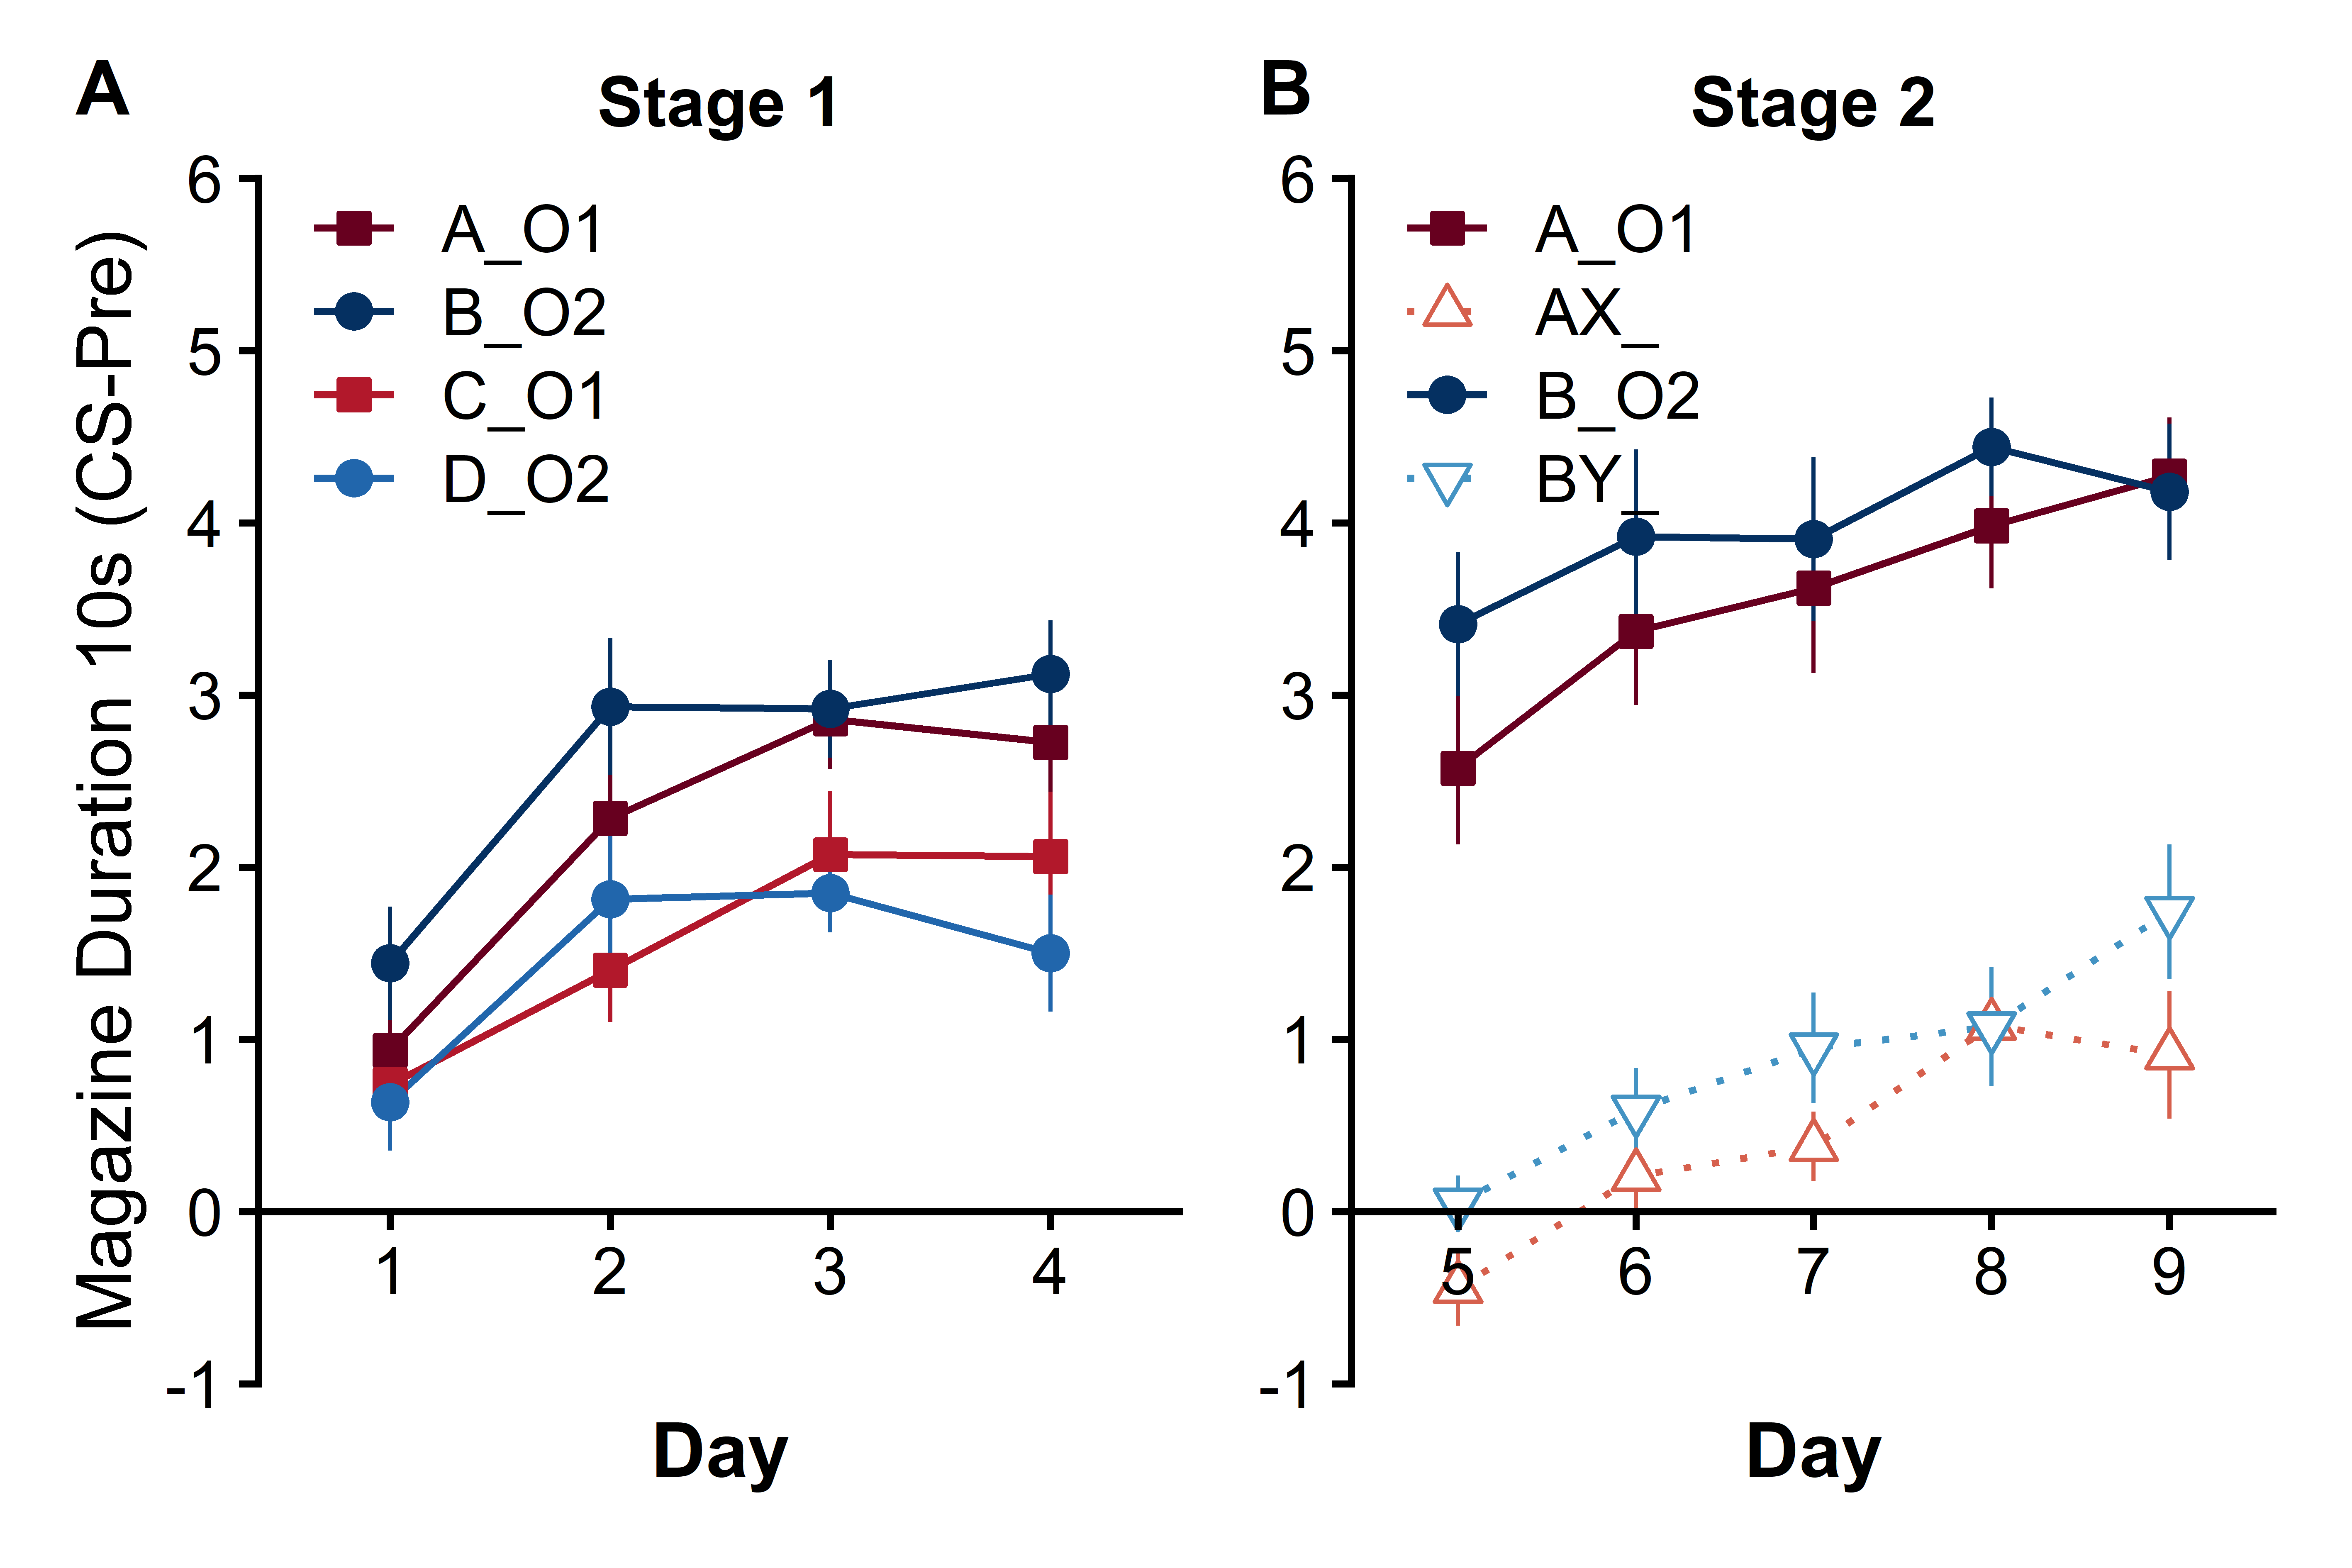 A
Stage 1
Magazine Duration 10s (CS-Pre)
6
5
4
3
2
1
0
-1
A_O1
B_O2
C_O1
D_O2
1 2 3 4
Day
B
Stage 2
6
5
4
3
2
1
0
-1
A_O1
AX_
B_O2
BY_
5 6 7 8 9
Day